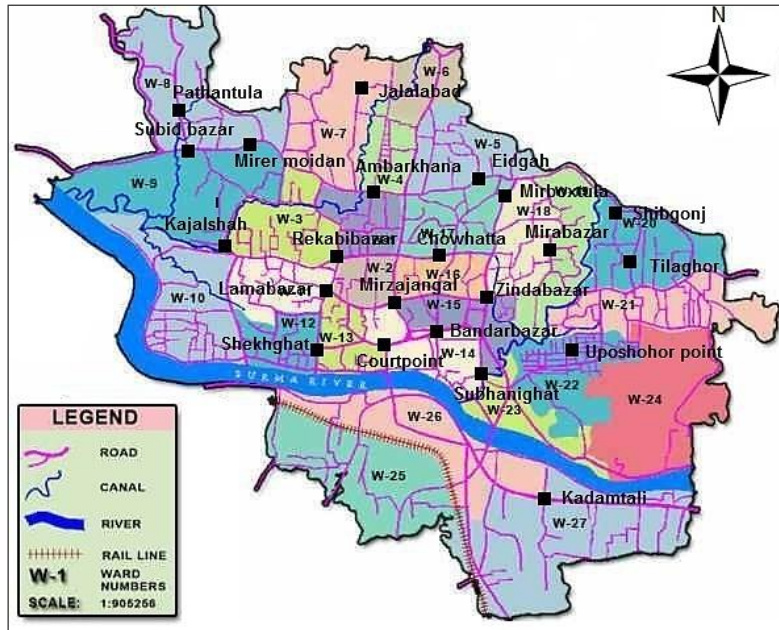 N
W-6
W-8
Pathantula
Jalalabad
W-7
Subid bazar
W-5
Mirer moidan
Eidgah
Ambarkhana
W-4
Mirboxtula
W-9
W-18
Shibgonj
W-3
W-17
W-20
Kajalshah
Rekabibazar
Chowhatta
Mirabazar
W-2
W-16
Tilaghor
Lamabazar
Mirzajangal
Zindabazar
W-10
W-15
W-21
W-12
W-13
Bandarbazar
Shekhghat
W-14
Uposhohor point
Courtpoint
W-22
SURMA RIVER
Subhanighat
W-24
W-23
W-26
W-25
Kadamtali
W-27
LEGEND
ROAD
CANAL
RIVER
RAIL LINE
W-1 WARD
NUMBERS
SCALE: 1:905256